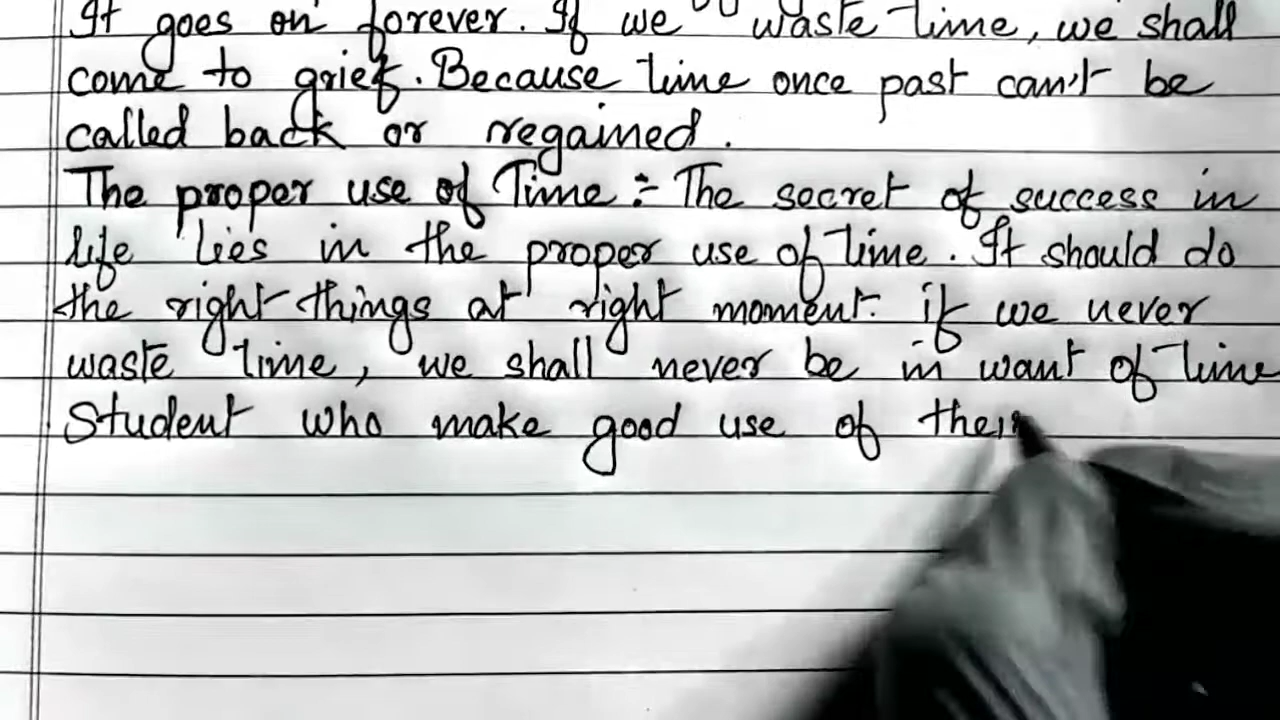 It goes on forever. If we waste time, we shall
come to grief. Because time once past can't be
called back or regained.
The proper use of Time :- The secret of success in
life lies in the proper use of time. It should do
the right things at right moment. if we never
waste time, we shall never be in want of time
Student who make good use of their